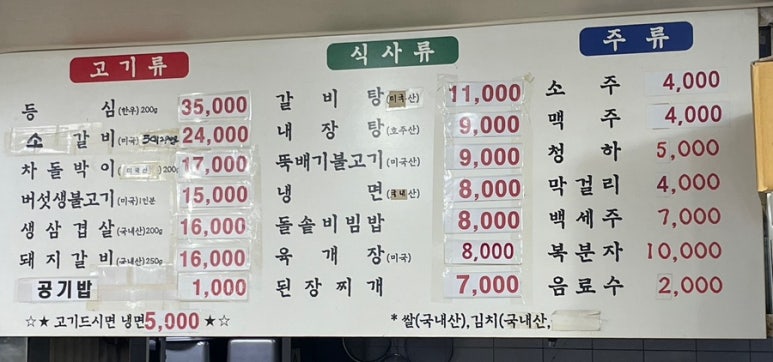 고기류
등심(한우)200g 35,000
소갈비(미국) 24,000
차돌박이(미국산)200g 17,000
버섯생불고기(미국)1인분 15,000
생삼겹살(국내산)200g 16,000
돼지갈비(국내산)250g 16,000
공기밥 1,000
☆★ 고기드시면 냉면5,000 ★☆
식사류
갈비탕(미국산) 11,000
내장탕(호주산) 9,000
뚝배기불고기(미국산) 9,000
냉면(국내산) 8,000
돌솥비빔밥 8,000
육개장(미국) 8,000
된장찌개 7,000
* 쌀(국내산),김치(국내산,
주류
소주 4,000
맥주 4,000
청하 5,000
막걸리 4,000
백세주 7,000
복분자 10,000
음료수 2,000